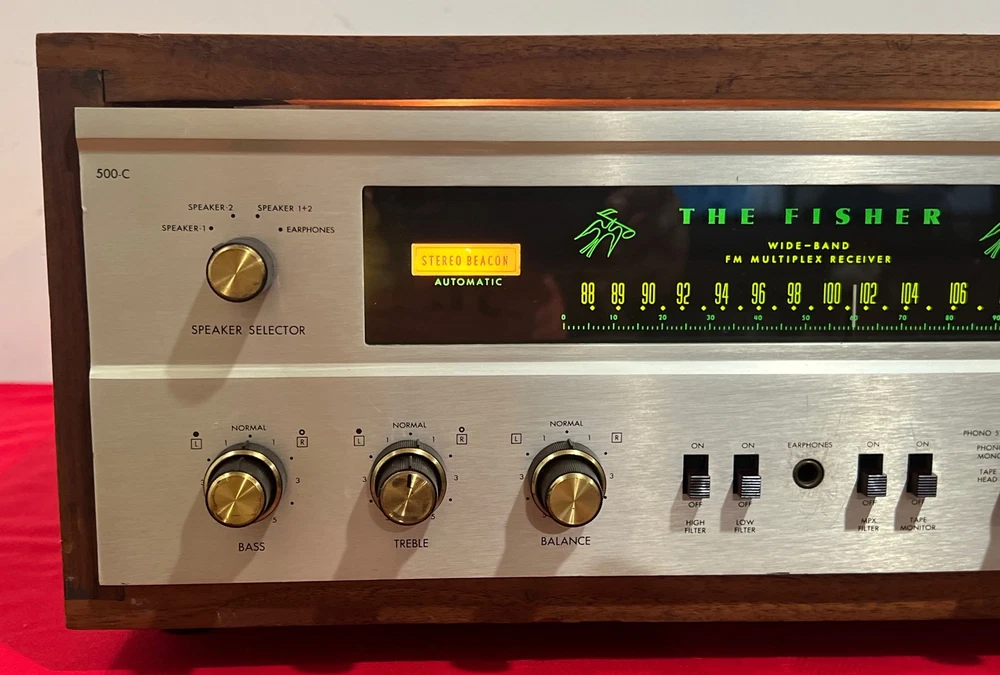 500-C
SPEAKER-2 SPEAKER 1+2
SPEAKER-1 EARPHONES
SPEAKER SELECTOR
STEREO BEACON
AUTOMATIC
THE FISHER
WIDE-BAND
FM MULTIPLEX RECEIVER
88 89 90 92 94 96 98 100 102 104 106
0 10 20 30 40 50 60 70 80 90
L NORMAL R
1 1
3 3
5
BASS
L NORMAL R
1 1
3 3
5
TREBLE
L NORMAL R
1 1
3 3
BALANCE
ON
OFF
HIGH
FILTER
ON
OFF
LOW
FILTER
EARPHONES
ON
OFF
MPX
FILTER
ON
OFF
TAPE
MONITOR
PHONO S
PHONO
MONO
TAPE
HEAD